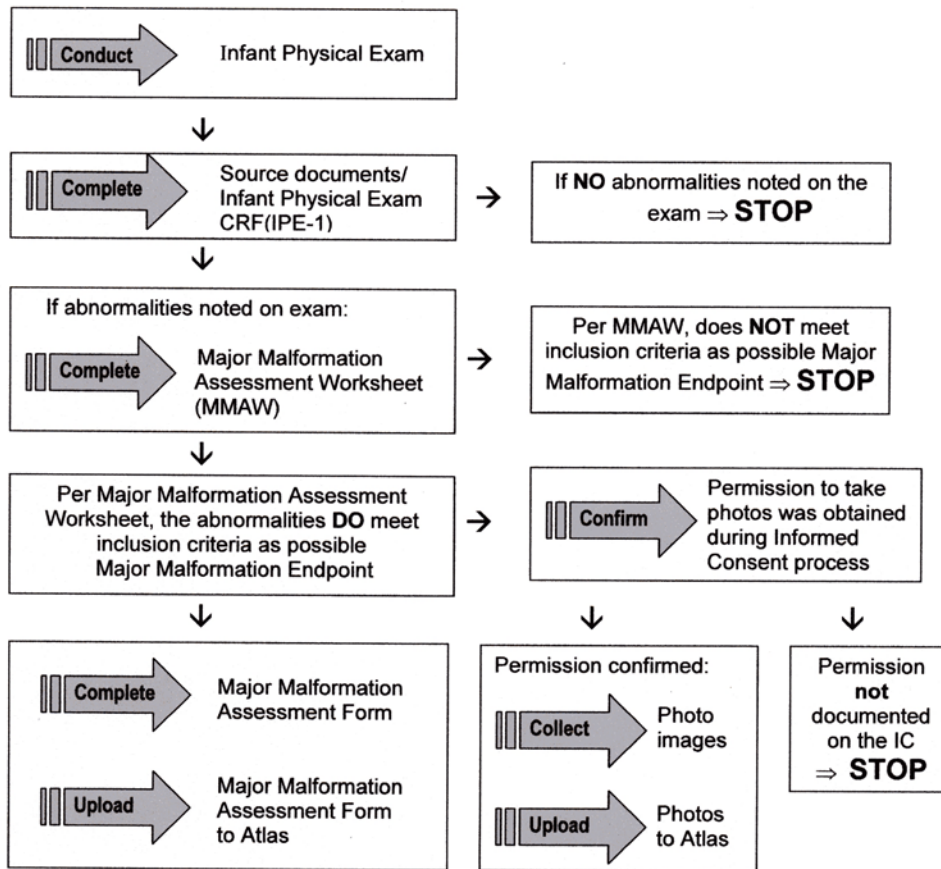 Conduct
Infant Physical Exam
Complete
Source documents/
Infant Physical Exam
CRF(IPE-1)
If NO abnormalities noted on the
exam ⇒ STOP
If abnormalities noted on exam:
Complete
Major Malformation
Assessment Worksheet
(MMAW)
Per MMAW, does NOT meet
inclusion criteria as possible Major
Malformation Endpoint ⇒ STOP
Per Major Malformation Assessment
Worksheet, the abnormalities DO meet
inclusion criteria as possible
Major Malformation Endpoint
Confirm
Permission to take
photos was obtained
during Informed
Consent process
Complete
Major Malformation
Assessment Form
Upload
Major Malformation
Assessment Form
to Atlas
Permission confirmed:
Collect
Photo
images
Upload
Photos
to Atlas
Permission
not
documented
on the IC
⇒ STOP